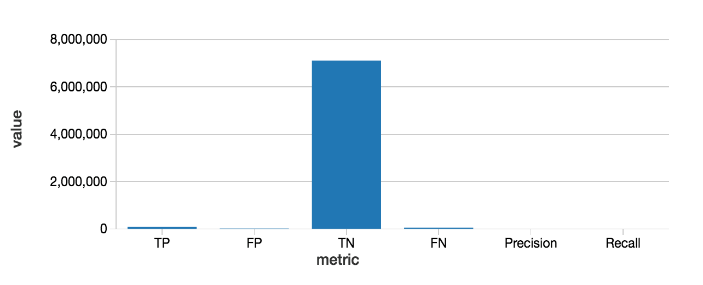 8,000,000
6,000,000
4,000,000
2,000,000
0
value
TP FP TN FN Precision Recall
metric